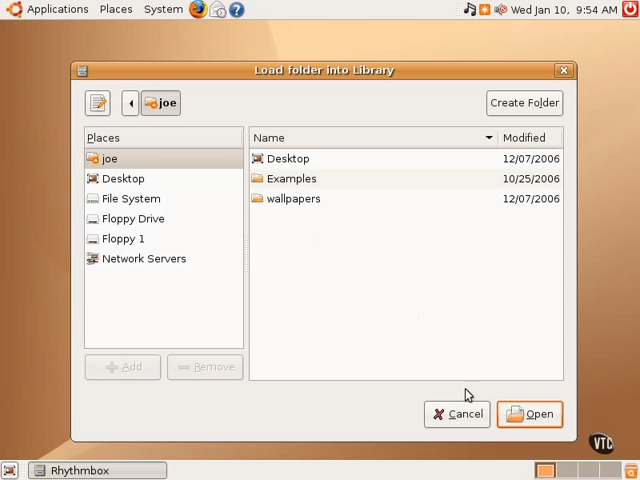 Applications Places System Wed Jan 10, 9:54 AM
Load folder into Library
joe Create Folder
Places Name Modified
joe Desktop 12/07/2006
Desktop Examples 10/25/2006
File System wallpapers 12/07/2006
Floppy Drive
Floppy 1
Network Servers
Add Remove
Cancel Open
VTC
Rhythmbox